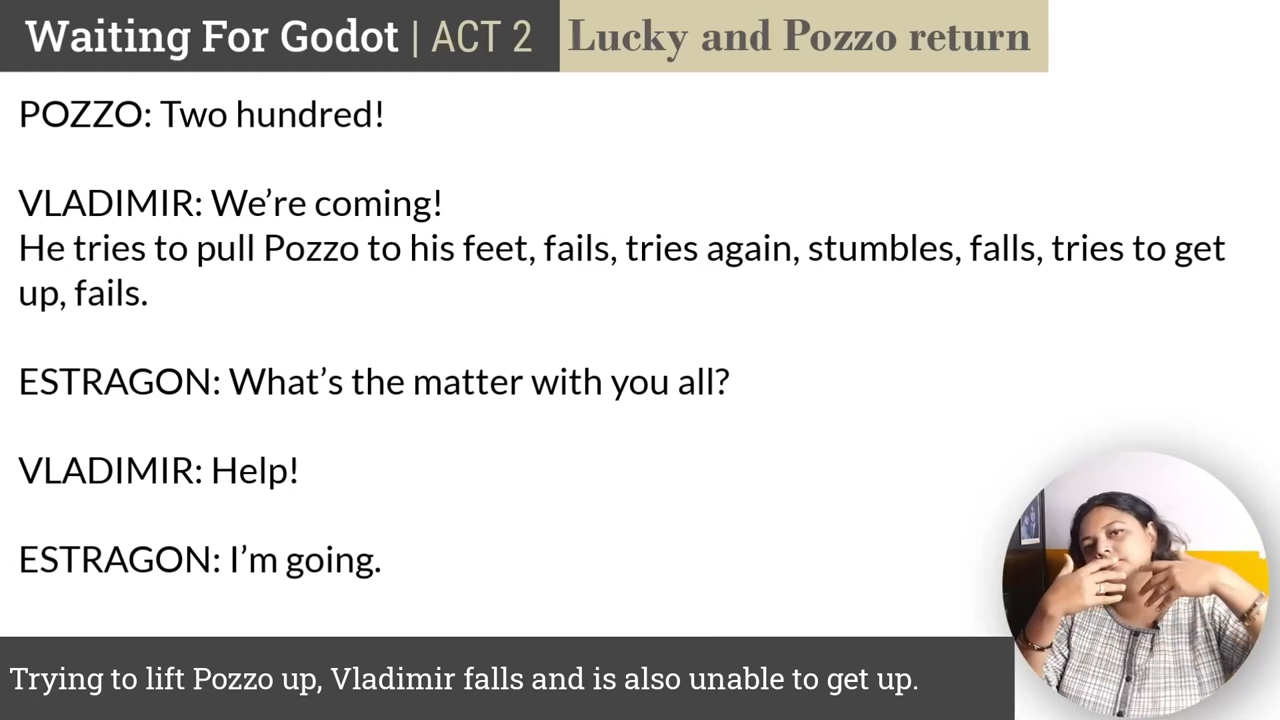 Waiting For Godot | ACT 2 Lucky and Pozzo return
POZZO: Two hundred!
VLADIMIR: We’re coming!
He tries to pull Pozzo to his feet, fails, tries again, stumbles, falls, tries to get
up, fails.
ESTRAGON: What’s the matter with you all?
VLADIMIR: Help!
ESTRAGON: I’m going.
Trying to lift Pozzo up, Vladimir falls and is also unable to get up.